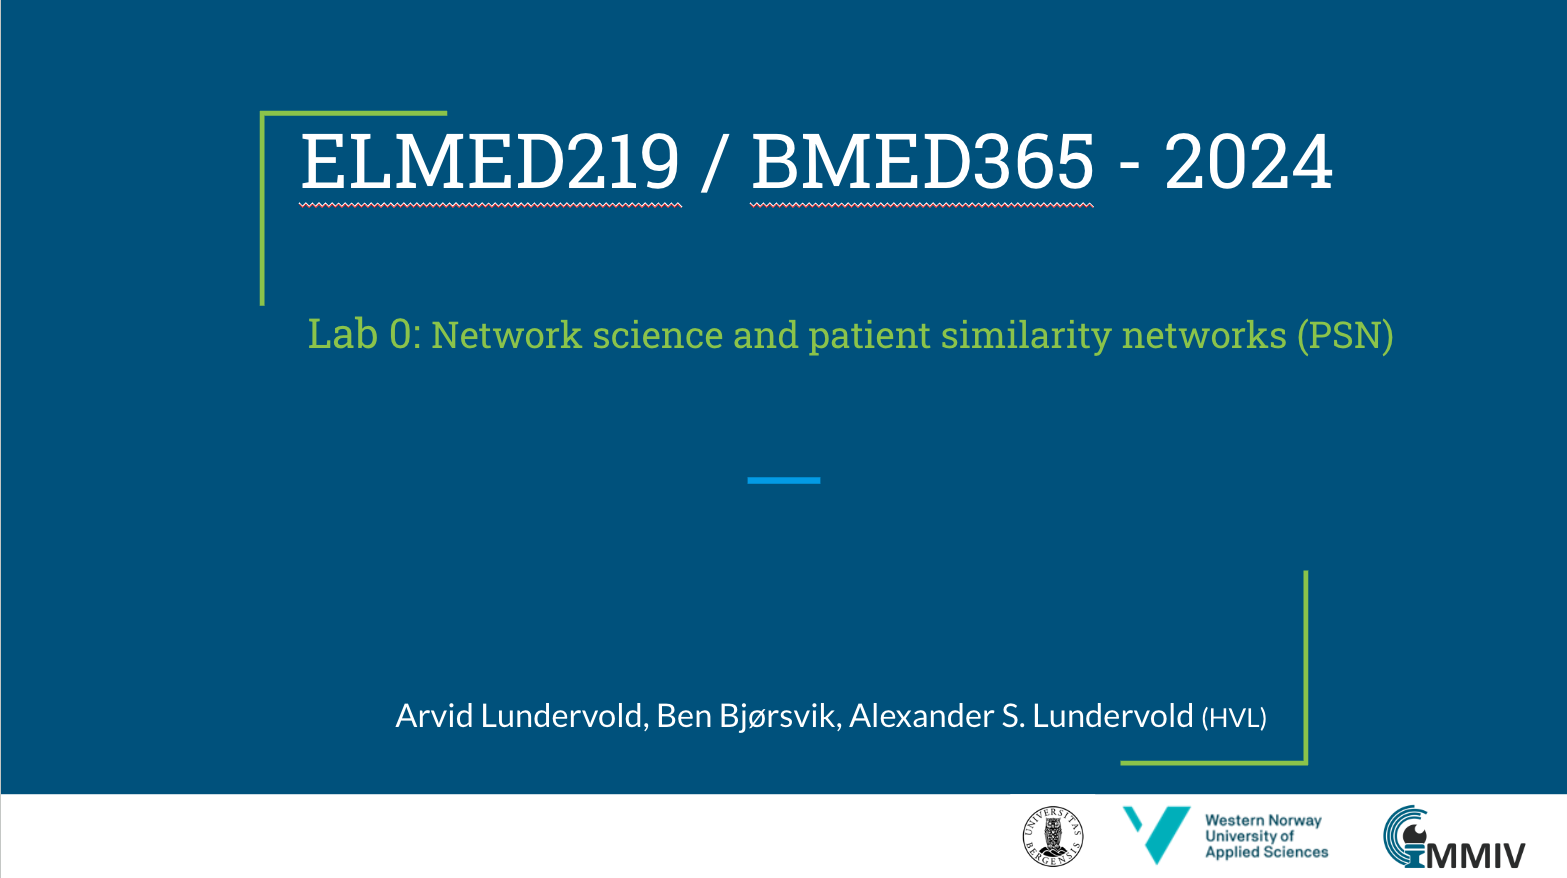 ELMED219 / BMED365 - 2024
Lab 0: Network science and patient similarity networks (PSN)
Arvid Lundervold, Ben Bjørsvik, Alexander S. Lundervold (HVL)
UNIVERSITAS
BERGENSIS
Western Norway
University of
Applied Sciences
MMIV